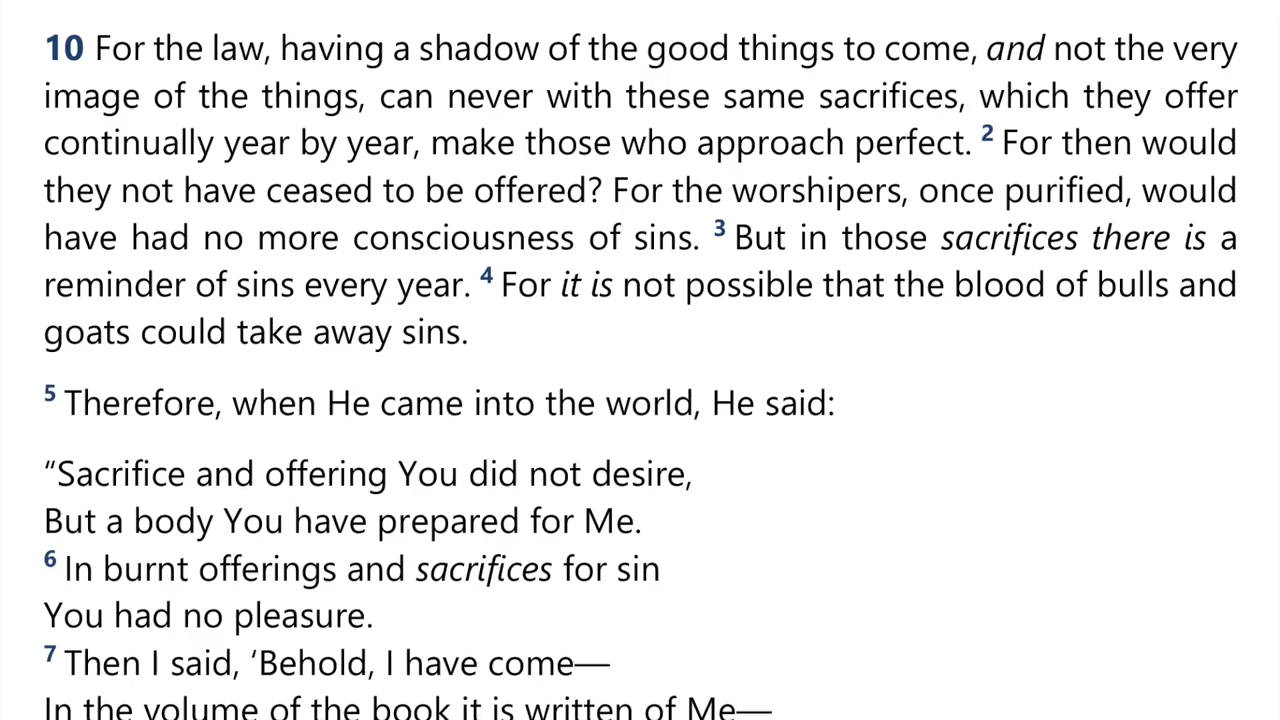 10 For the law, having a shadow of the good things to come, and not the very
image of the things, can never with these same sacrifices, which they offer
continually year by year, make those who approach perfect. 2 For then would
they not have ceased to be offered? For the worshipers, once purified, would
have had no more consciousness of sins. 3 But in those sacrifices there is a
reminder of sins every year. 4 For it is not possible that the blood of bulls and
goats could take away sins.
5 Therefore, when He came into the world, He said:
“Sacrifice and offering You did not desire,
But a body You have prepared for Me.
6 In burnt offerings and sacrifices for sin
You had no pleasure.
7 Then I said, ‘Behold, I have come—
In the volume of the book it is written of Me—